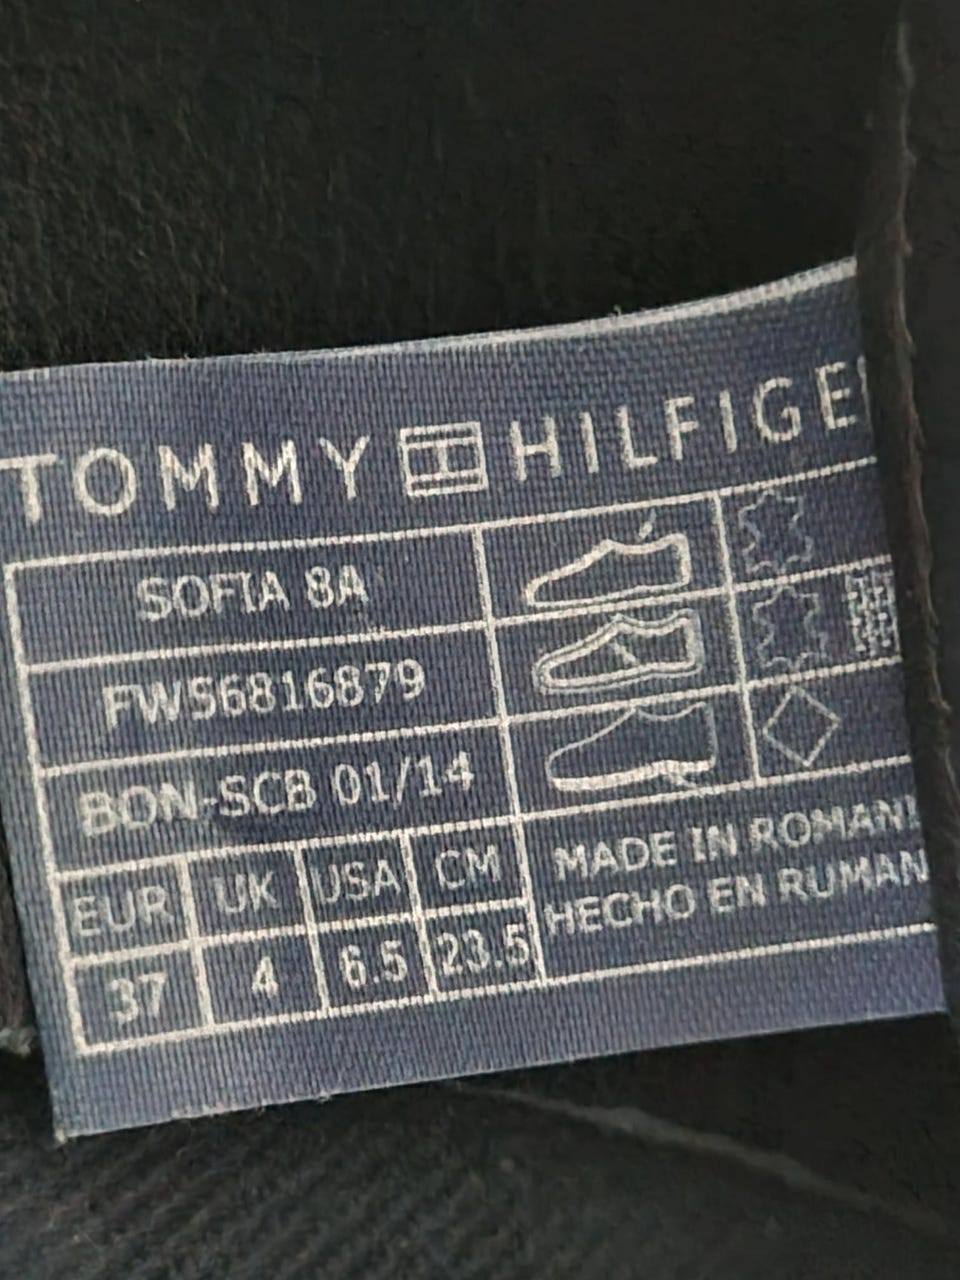 TOMMY HILFIGER
SOFIA 8A
FW56816879
BON-SCB 01/14
EUR UK USA CM
37 4 6.5 23.5
MADE IN ROMANI
HECHO EN RUMAN